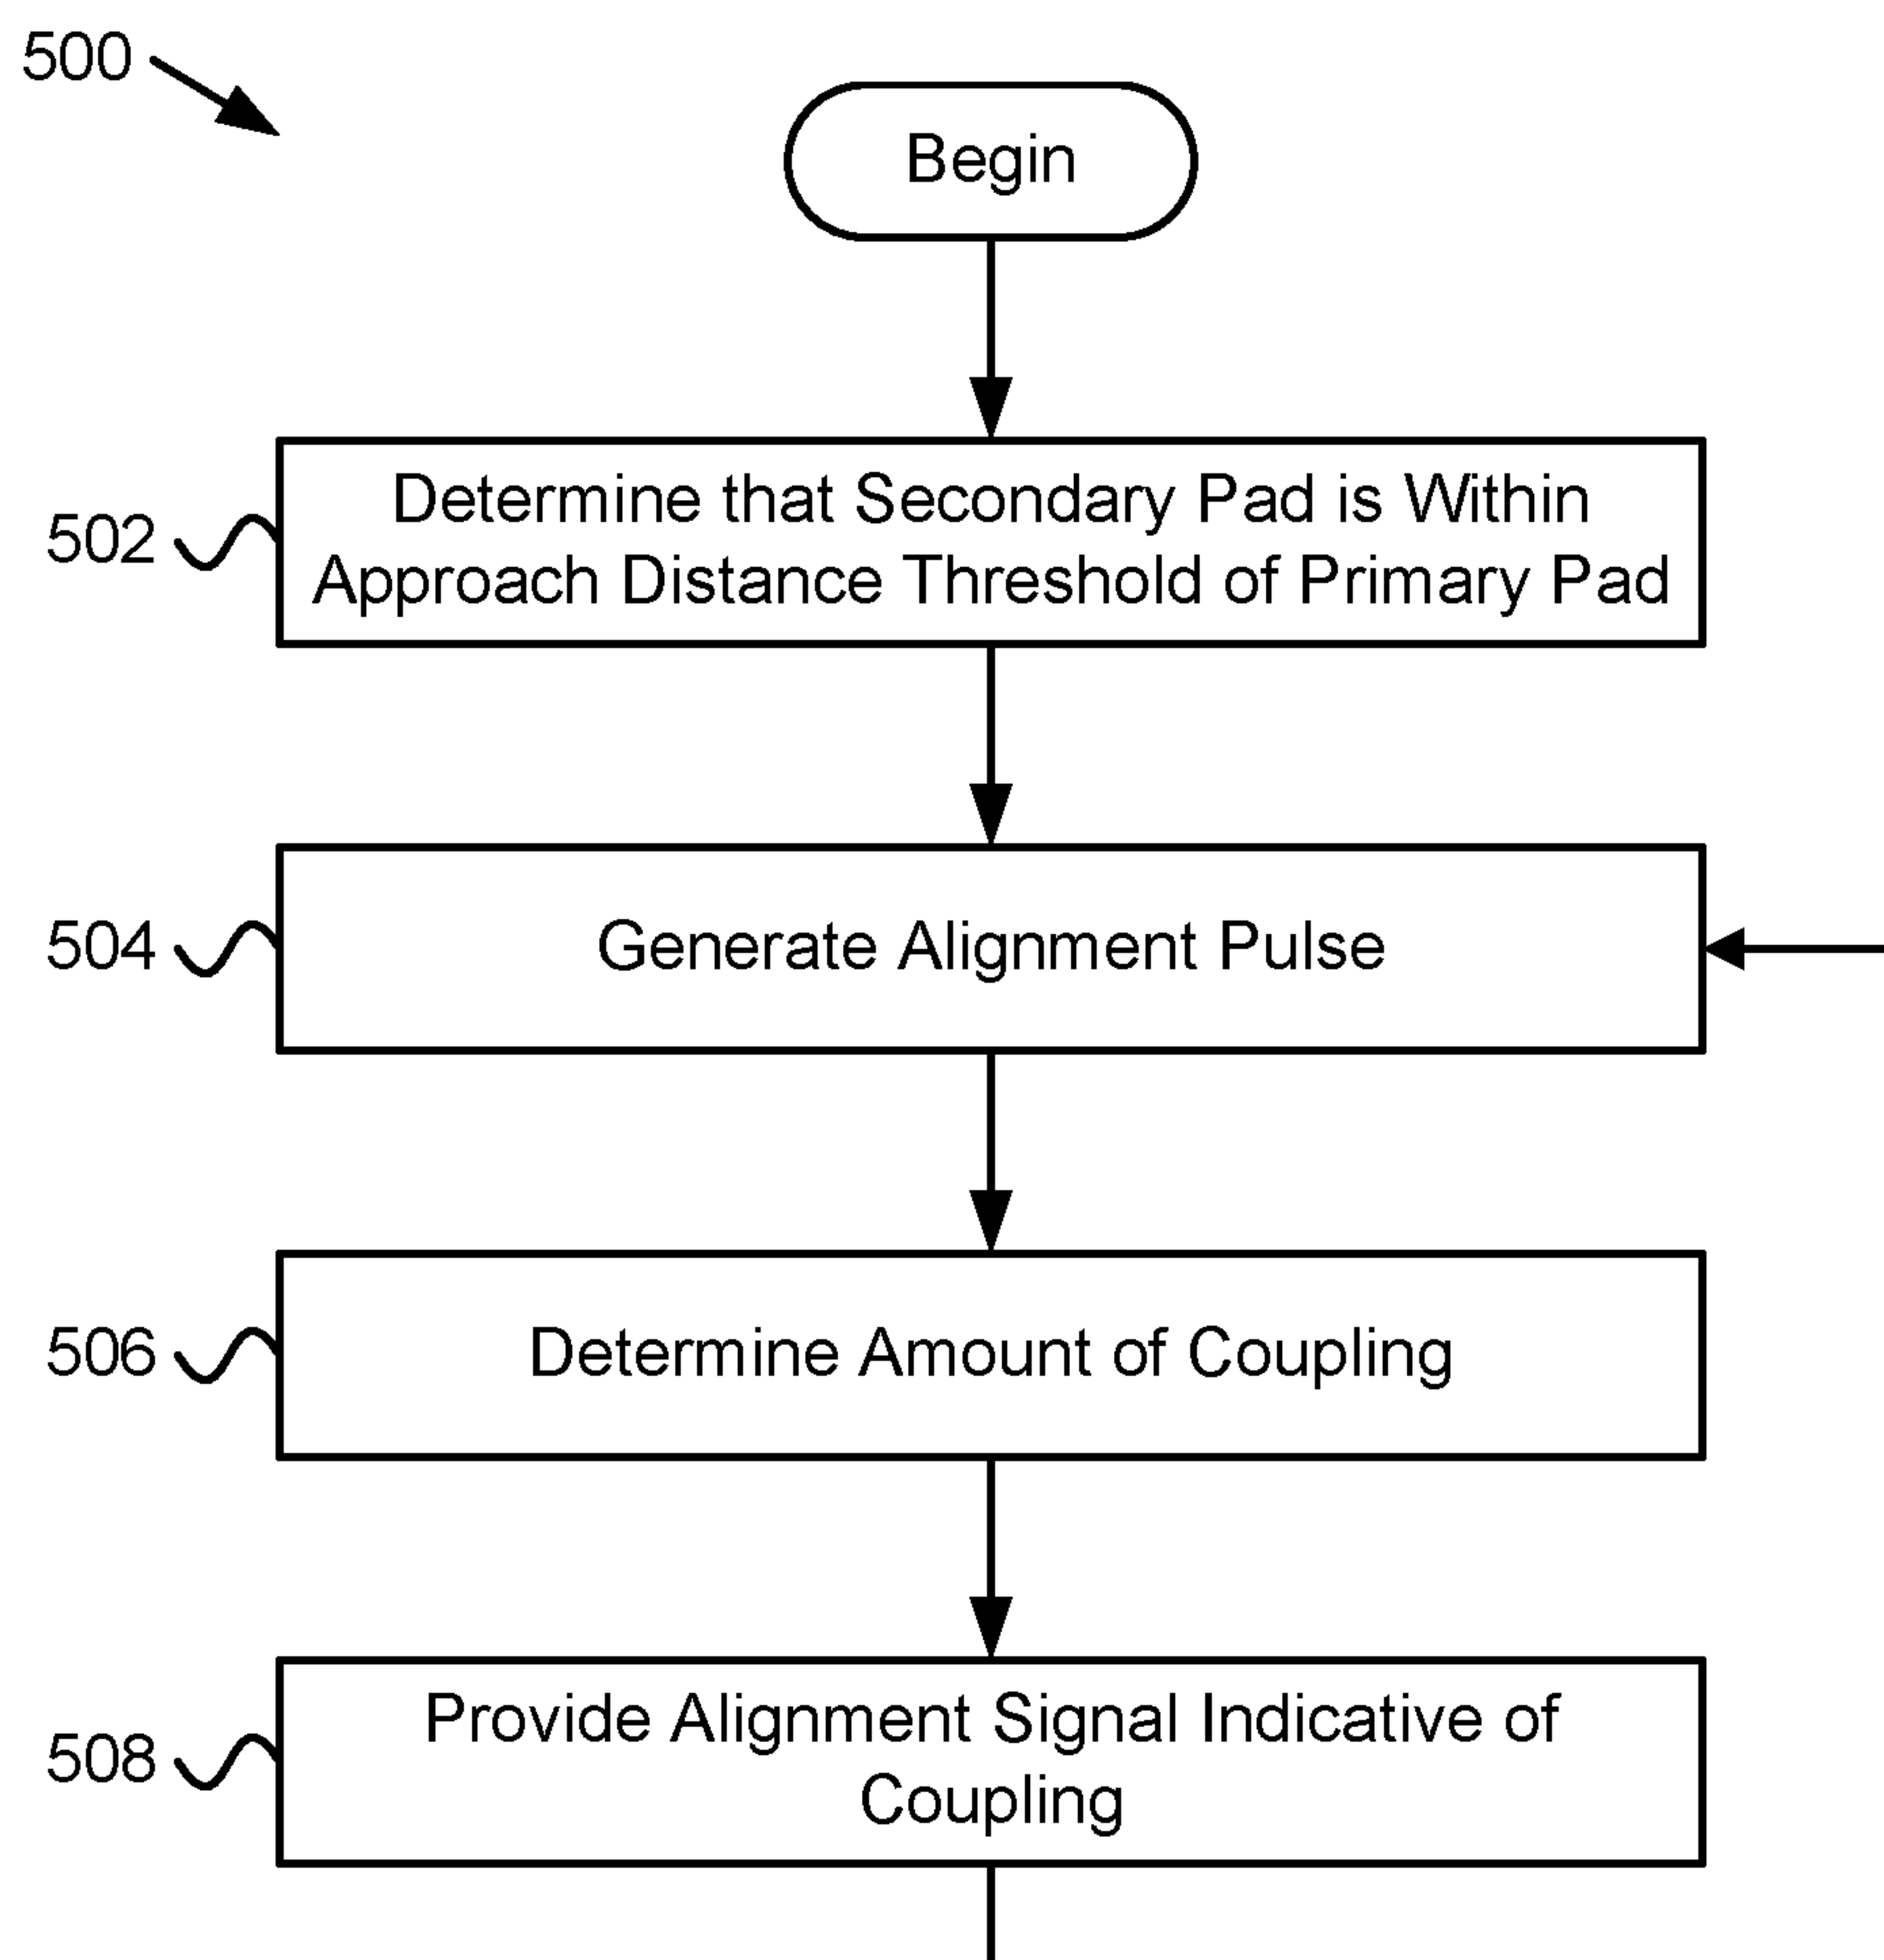 500
Begin
502
Determine that Secondary Pad is Within
Approach Distance Threshold of Primary Pad
504
Generate Alignment Pulse
506
Determine Amount of Coupling
508
Provide Alignment Signal Indicative of
Coupling